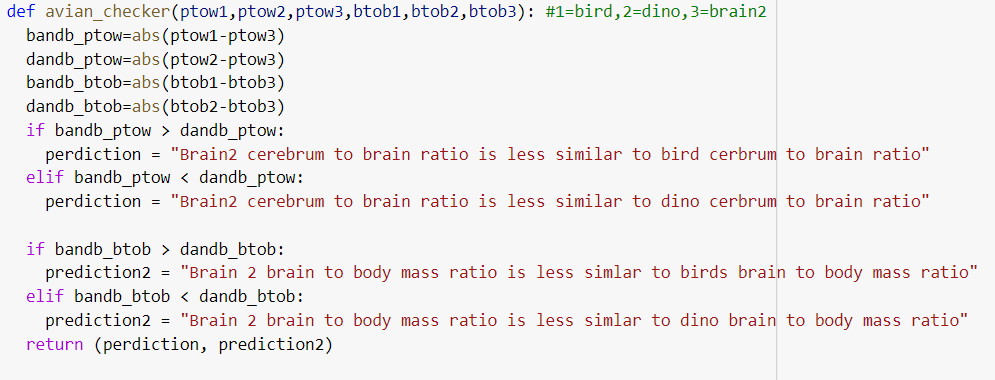 def avian_checker(ptow1,ptow2,ptow3,btob1,btob2,btob3): #1=bird,2=dino,3=brain2
  bandb_ptow=abs(ptow1-ptow3)
  dandb_ptow=abs(ptow2-ptow3)
  bandb_btob=abs(btob1-btob3)
  dandb_btob=abs(btob2-btob3)
  if bandb_ptow > dandb_ptow:
    perdiction = "Brain2 cerebrum to brain ratio is less similar to bird cerbrum to brain ratio"
  elif bandb_ptow < dandb_ptow:
    perdiction = "Brain2 cerebrum to brain ratio is less similar to dino cerbrum to brain ratio"

  if bandb_btob > dandb_btob:
    prediction2 = "Brain 2 brain to body mass ratio is less simlar to birds brain to body mass ratio"
  elif bandb_btob < dandb_btob:
    prediction2 = "Brain 2 brain to body mass ratio is less simlar to dino brain to body mass ratio"
  return (perdiction, prediction2)